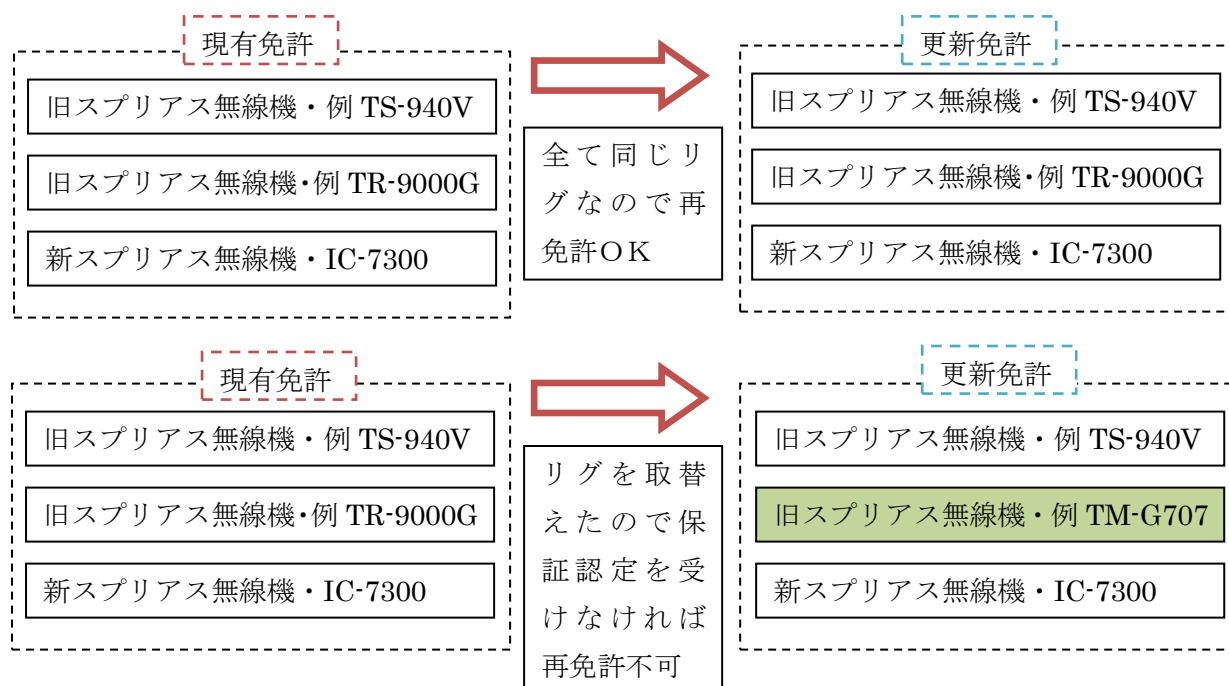 現有免許
旧スプリアス無線機・例 TS-940V
旧スプリアス無線機・例 TR-9000G
新スプリアス無線機・IC-7300
全て同じリ
グなので再
免許OK
更新免許
旧スプリアス無線機・例 TS-940V
旧スプリアス無線機・例 TR-9000G
新スプリアス無線機・IC-7300
現有免許
旧スプリアス無線機・例 TS-940V
旧スプリアス無線機・例 TR-9000G
新スプリアス無線機・IC-7300
リグを取替
えたので保
証認定を受
けなければ
再免許不可
更新免許
旧スプリアス無線機・例 TS-940V
旧スプリアス無線機・例 TM-G707
新スプリアス無線機・IC-7300